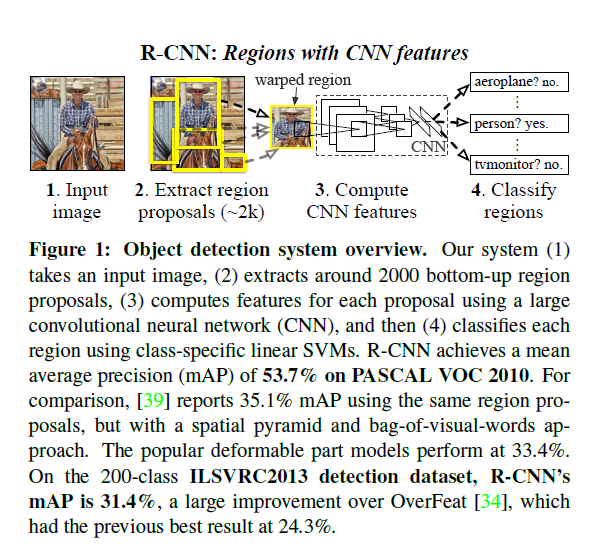 R-CNN: Regions with CNN features
warped region
aeroplane? no.
person? yes.
tvmonitor? no.
CNN
1. Input image
2. Extract region proposals (~2k)
3. Compute CNN features
4. Classify regions
Figure 1: Object detection system overview. Our system (1)
takes an input image, (2) extracts around 2000 bottom-up region
proposals, (3) computes features for each proposal using a large
convolutional neural network (CNN), and then (4) classifies each
region using class-specific linear SVMs. R-CNN achieves a mean
average precision (mAP) of 53.7% on PASCAL VOC 2010. For
comparison, [39] reports 35.1% mAP using the same region pro-
posals, but with a spatial pyramid and bag-of-visual-words ap-
proach. The popular deformable part models perform at 33.4%.
On the 200-class ILSVRC2013 detection dataset, R-CNN’s
mAP is 31.4%, a large improvement over OverFeat [34], which
had the previous best result at 24.3%.